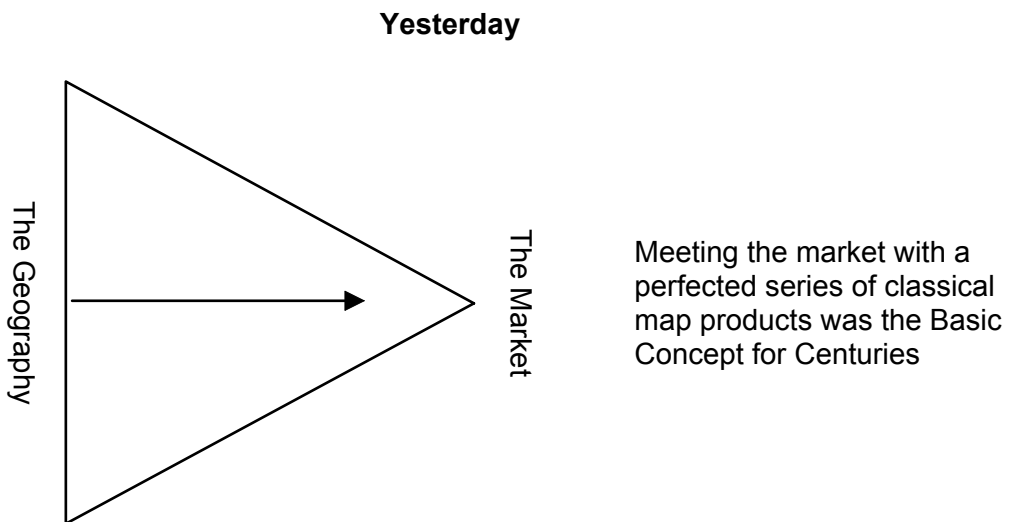 Yesterday
The Geography
The Market
Meeting the market with a
perfected series of classical
map products was the Basic
Concept for Centuries